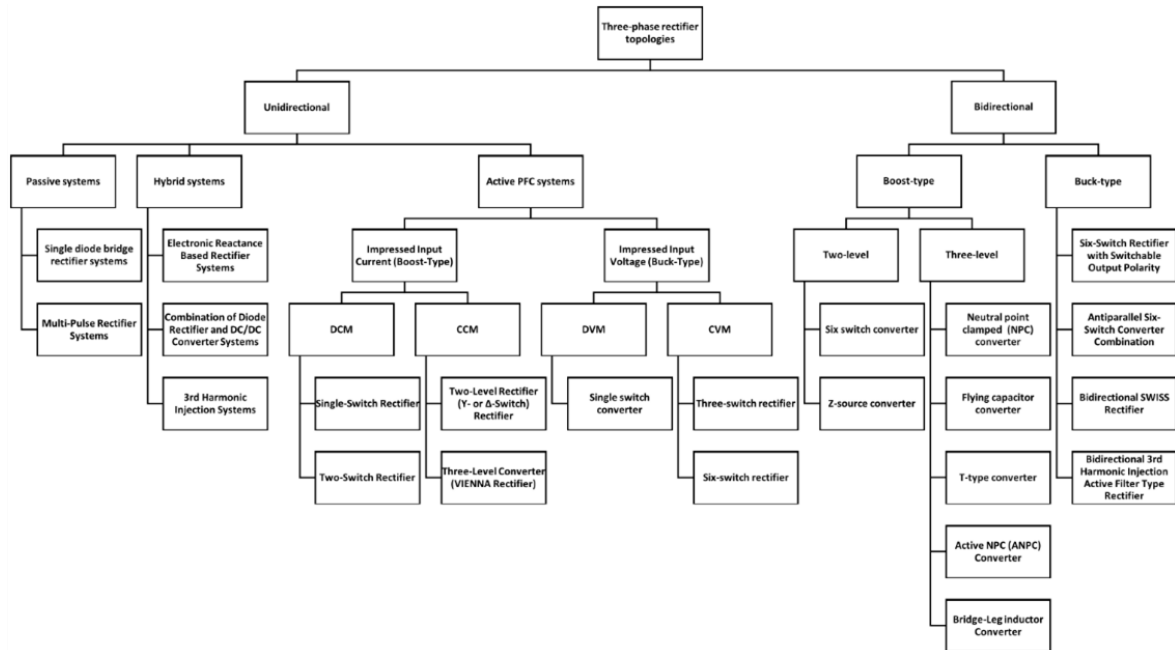 Three-phase rectifier
topologies
Unidirectional
Bidirectional
Passive systems
Hybrid systems
Active PFC systems
Boost-type
Buck-type
Single diode bridge
rectifier systems
Multi-Pulse Rectifier
Systems
Electronic Reactance
Based Rectifier
Systems
Combination of Diode
Rectifier and DC/DC
Converter Systems
3rd Harmonic
Injection Systems
Impressed Input
Current (Boost-Type)
Impressed Input
Voltage (Buck-Type)
DCM
CCM
DVM
CVM
Single-Switch Rectifier
Two-Switch Rectifier
Two-Level Rectifier
(Y- or Δ-Switch)
Rectifier
Three-Level Converter
(VIENNA Rectifier)
Single switch
converter
Three-switch rectifier
Six-switch rectifier
Two-level
Three-level
Six switch converter
Z-source converter
Neutral point
clamped (NPC)
converter
Flying capacitor
converter
T-type converter
Active NPC (ANPC)
Converter
Bridge-Leg inductor
Converter
Six-Switch Rectifier
with Switchable
Output Polarity
Antiparallel Six-
Switch Converter
Combination
Bidirectional SWISS
Rectifier
Bidirectional 3rd
Harmonic Injection
Active Filter Type
Rectifier